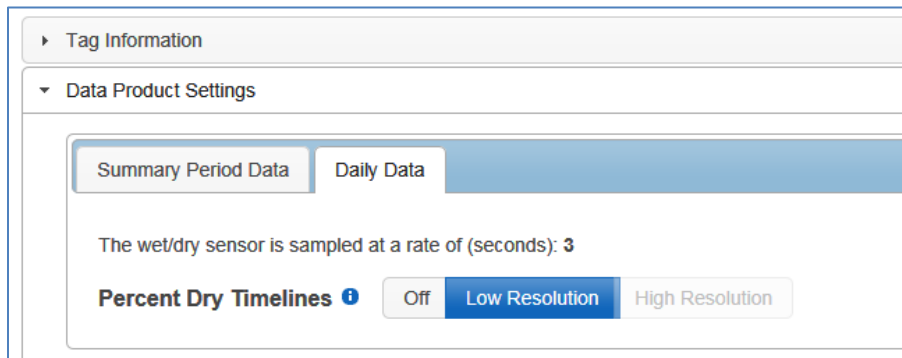 Tag Information
Data Product Settings
Summary Period Data Daily Data
The wet/dry sensor is sampled at a rate of (seconds): 3
Percent Dry Timelines Off Low Resolution High Resolution